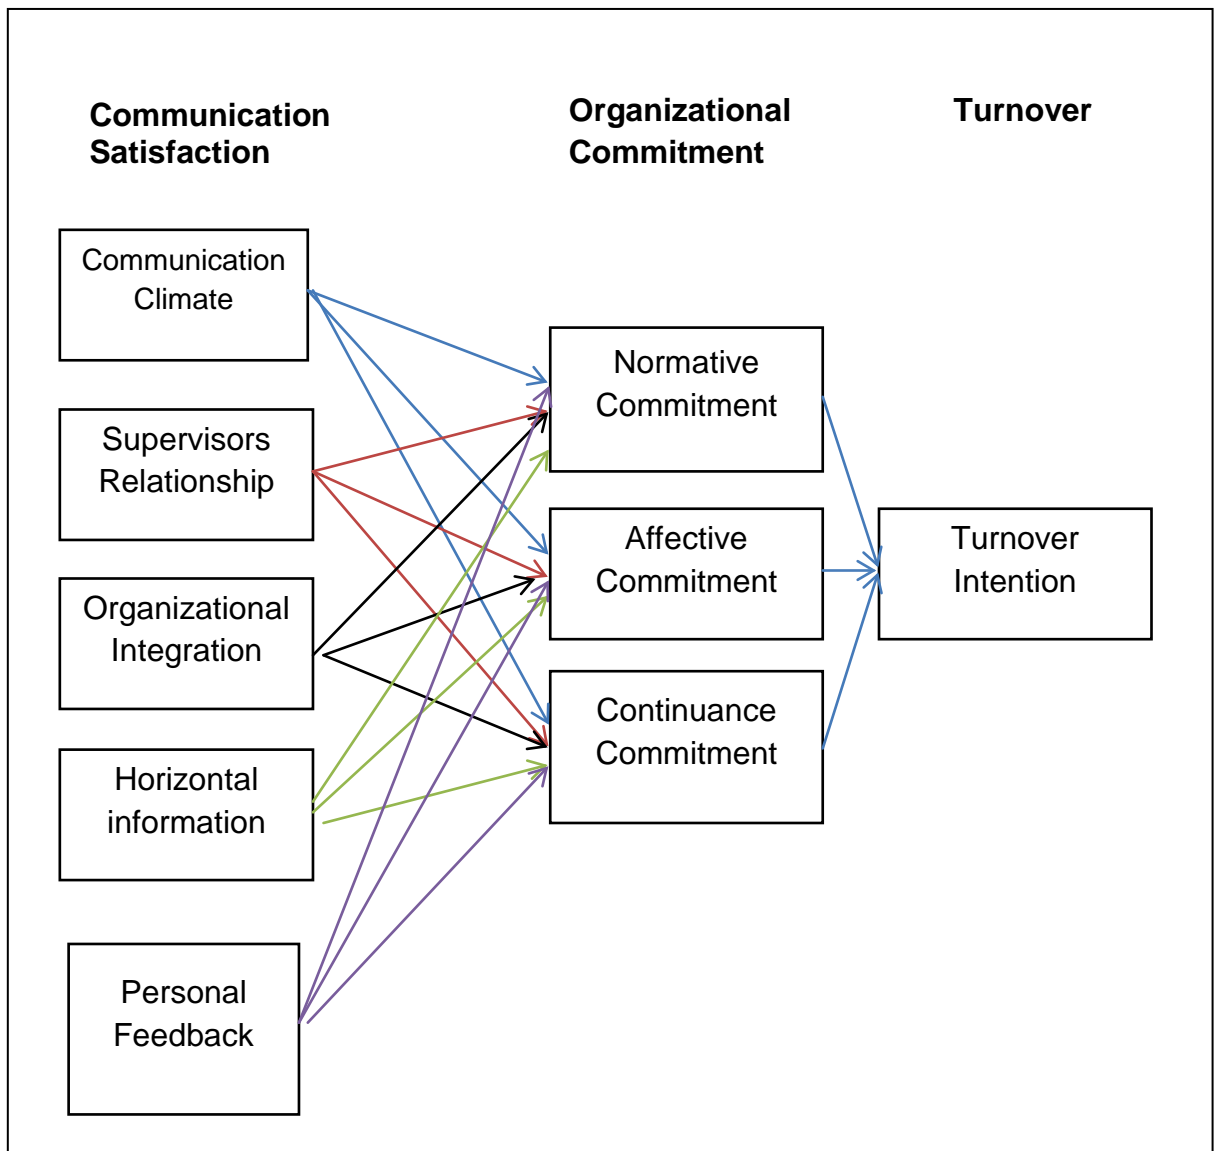 Communication
Satisfaction
Organizational
Commitment
Turnover
Communication
Climate
Supervisors
Relationship
Organizational
Integration
Horizontal
information
Personal
Feedback
Normative
Commitment
Affective
Commitment
Continuance
Commitment
Turnover
Intention